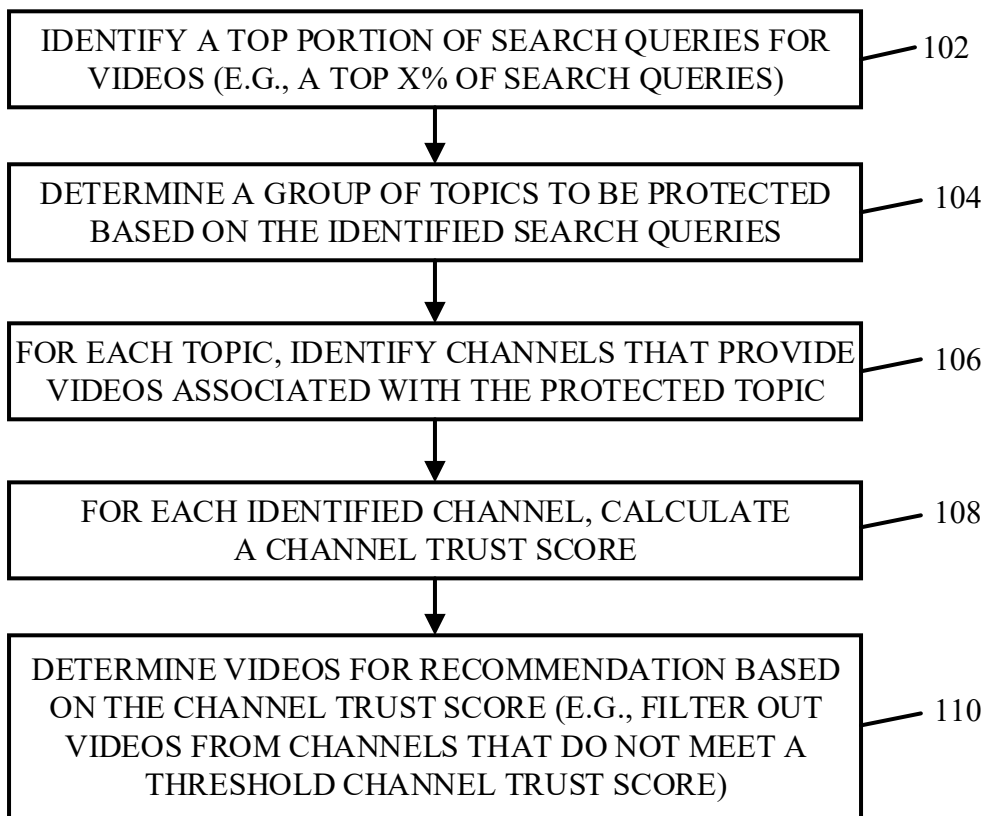 IDENTIFY A TOP PORTION OF SEARCH QUERIES FOR
VIDEOS (E.G., A TOP X% OF SEARCH QUERIES)
102
DETERMINE A GROUP OF TOPICS TO BE PROTECTED
BASED ON THE IDENTIFIED SEARCH QUERIES
104
FOR EACH TOPIC, IDENTIFY CHANNELS THAT PROVIDE
VIDEOS ASSOCIATED WITH THE PROTECTED TOPIC
106
FOR EACH IDENTIFIED CHANNEL, CALCULATE
A CHANNEL TRUST SCORE
108
DETERMINE VIDEOS FOR RECOMMENDATION BASED
ON THE CHANNEL TRUST SCORE (E.G., FILTER OUT
VIDEOS FROM CHANNELS THAT DO NOT MEET A
THRESHOLD CHANNEL TRUST SCORE)
110